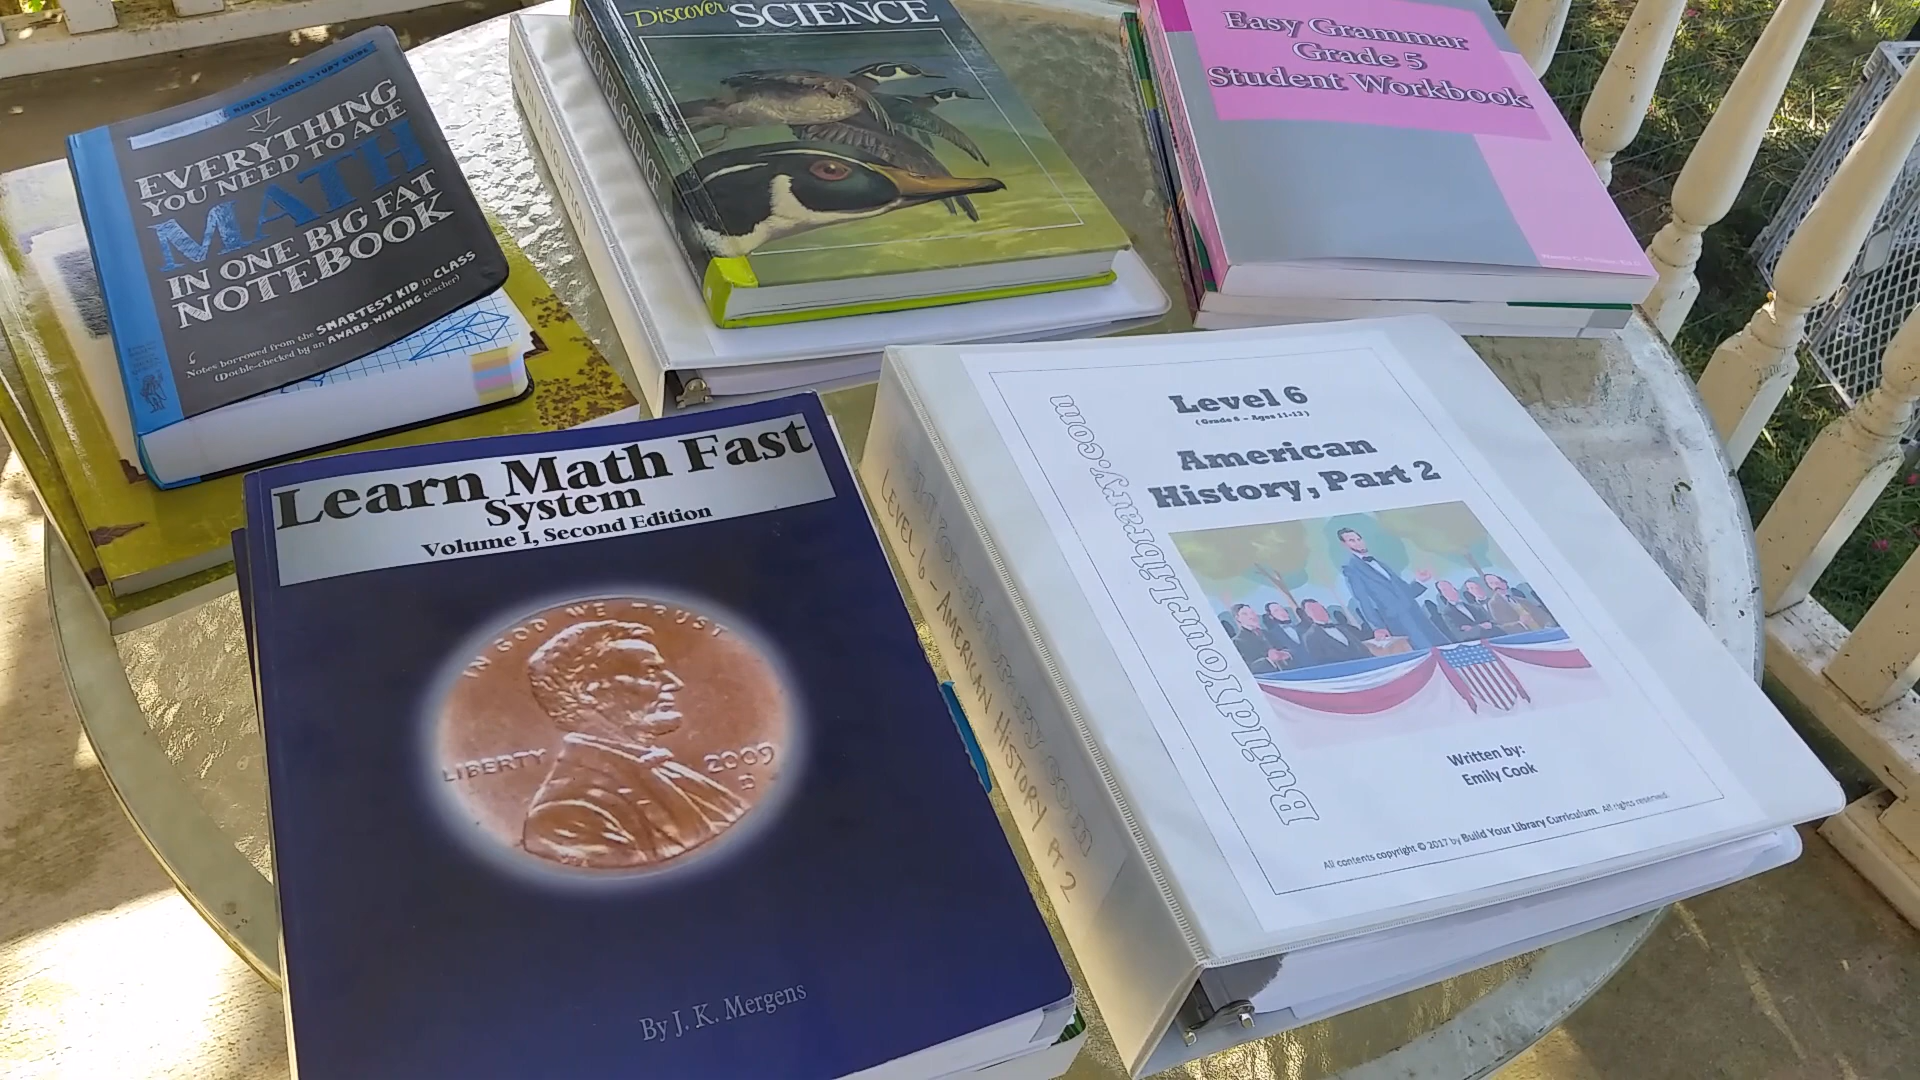 MIDDLE SCHOOL STUDY GUIDE
EVERYTHING
YOU NEED TO ACE
MATH
IN ONE BIG FAT
NOTEBOOK
Notes borrowed from the SMARTEST KID in CLASS
(Double-checked by an AWARD-WINNING teacher)
Discover SCIENCE
DISCOVER SCIENCE
& EVOLUTION
Easy Grammar
Grade 5
Student Workbook
Learn Math Fast
System
Volume I, Second Edition
IN GOD WE TRUST
LIBERTY
2009
D
By J. K. Mergens
LEVEL 6 - AMERICAN HISTORY PT 2
Level 6
(Grade 6 - Ages 11-13)
American
History, Part 2
BuildYourLibrary.com
Written by:
Emily Cook
All contents copyright © 2017 by Build Your Library Curriculum. All rights reserved.